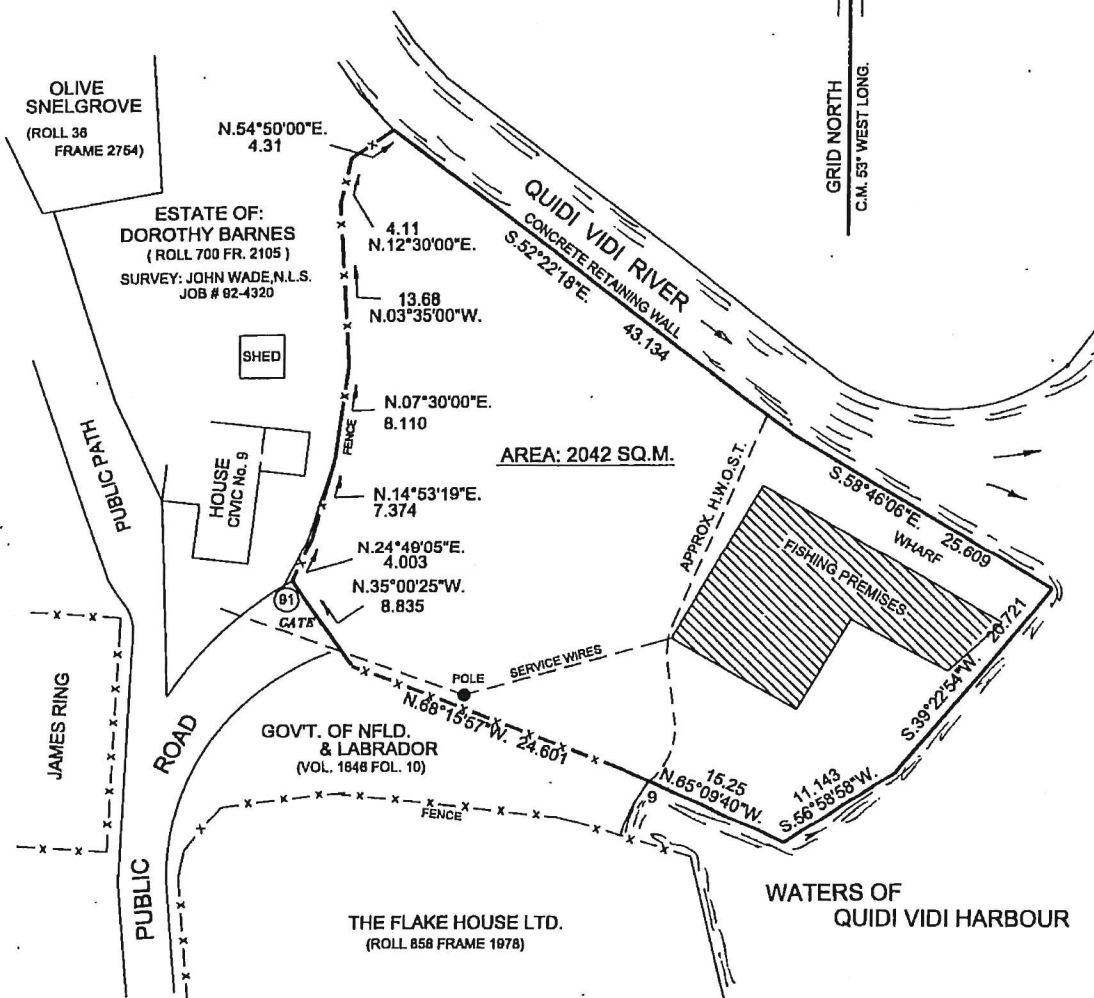 OLIVE
SNELGROVE
(ROLL 38
FRAME 2754)
N.54°50'00"E.
4.31
GRID NORTH
C.M. 53° WEST LONG.
ESTATE OF:
DOROTHY BARNES
( ROLL 700 FR. 2105 )
SURVEY: JOHN WADE,N.L.S.
JOB # 92-4320
4.11
N.12°30'00"E.
QUIDI VIDI RIVER
CONCRETE RETAINING WALL
S.52°22'18"E.
43.134
13.68
N.03°35'00"W.
SHED
N.07°30'00"E.
8.110
FENCE
AREA: 2042 SQ.M.
PUBLIC PATH
HOUSE
CIVIC No. 9
N.14°53'19"E.
7.374
APPROX. H.W.O.S.T.
S.58°46'06"E. 25.609
WHARF
FISHING PREMISES
N.24°49'05"E.
4.003
N.35°00'25"W.
8.835
91
GATE
S.39°22'54"W. 20.721
SERVICE WIRES
POLE
N.68°15'57"W. 24.601
JAMES RING
PUBLIC ROAD
GOV'T. OF NFLD.
& LABRADOR
(VOL. 1646 FOL. 10)
15.25
N.65°09'40"W.
11.143
S.56°58'58"W.
9
FENCE
WATERS OF
QUIDI VIDI HARBOUR
THE FLAKE HOUSE LTD.
(ROLL 858 FRAME 1978)